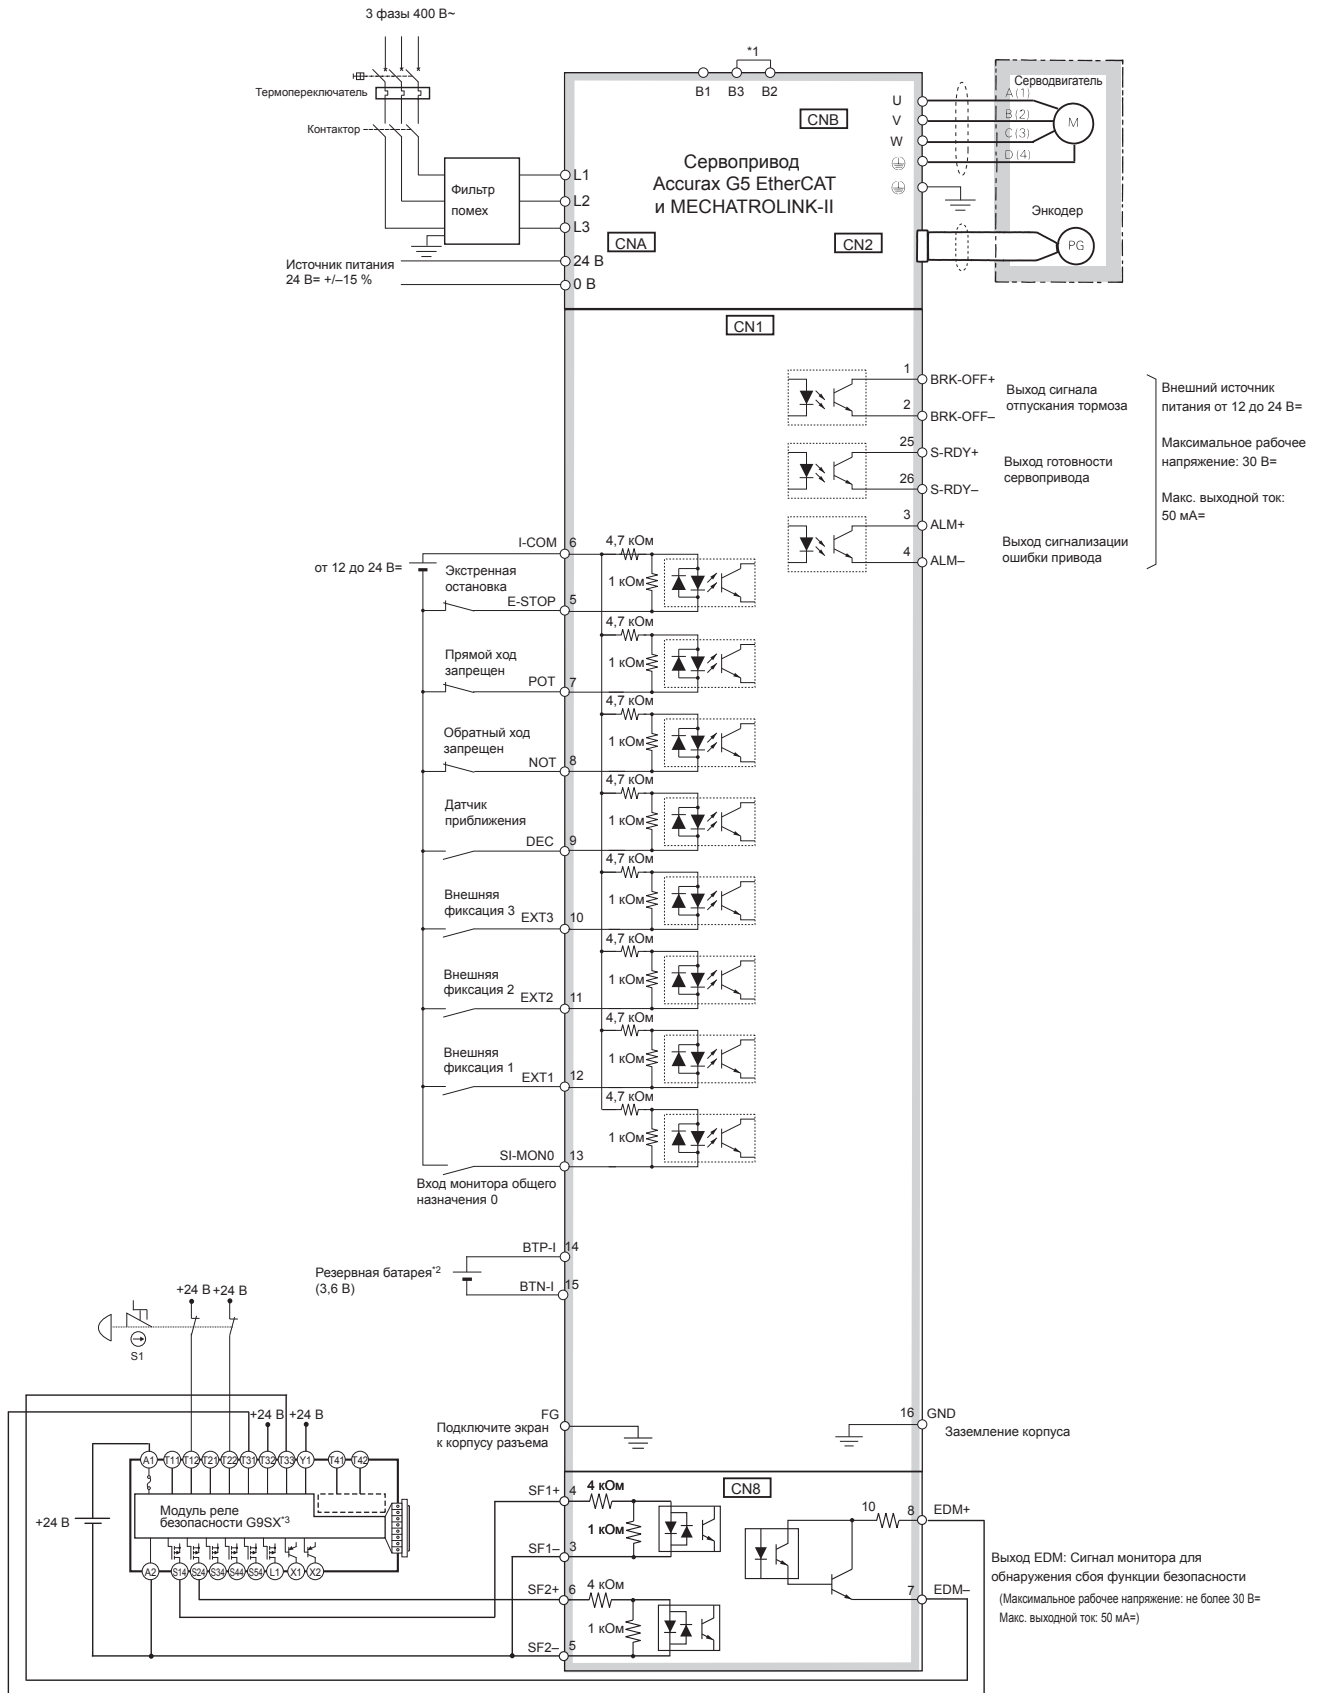 3 фазы 400 В~
*1
B1 B3 B2
Термопереключатель
Контактор
Фильтр
помех
L1
L2
L3
CNA
CNB
CN2
Сервопривод
Accurax G5 EtherCAT
и MECHATROLINK-II
U
V
W
Серводвигатель
A (1)
B (2)
C (3)
D (4)
M
Энкодер
PG
Источник питания
24 В= +/–15 %
24 В
0 В
CN1
1
BRK-OFF+
2
BRK-OFF–
Выход сигнала
отпускания тормоза
25
S-RDY+
26
S-RDY–
Выход готовности
сервопривода
3
ALM+
4
ALM–
Выход сигнализации
ошибки привода
Внешний источник
питания от 12 до 24 В=
Максимальное рабочее
напряжение: 30 В=
Макс. выходной ток:
50 мА=
от 12 до 24 В=
I-COM 6
4,7 кОм
1 кОм
Экстренная
остановка
E-STOP 5
4,7 кОм
1 кОм
Прямой ход
запрещен
POT 7
4,7 кОм
1 кОм
Обратный ход
запрещен
NOT 8
4,7 кОм
1 кОм
Датчик
приближения
DEC 9
4,7 кОм
1 кОм
Внешняя
фиксация 3
EXT3 10
4,7 кОм
1 кОм
Внешняя
фиксация 2
EXT2 11
4,7 кОм
1 кОм
Внешняя
фиксация 1
EXT1 12
4,7 кОм
1 кОм
SI-MON0 13
Вход монитора общего
назначения 0
BTP-I 14
Резервная батарея*2
(3,6 В)
BTN-I 15
+24 В +24 В
S1
FG
Подключите экран
к корпусу разъема
16 GND
Заземление корпуса
+24 В +24 В
A1 T11 T12 T21 T22 T31 T32 T33 Y1 T41 T42
Модуль реле
безопасности G9SX*3
+24 В
A2 S14 S24 S34 S44 S54 L1 X1 X2
CN8
SF1+ 4
4 кОм
1 кОм
SF1– 3
SF2+ 6
4 кОм
1 кОм
SF2– 5
10
8 EDM+
7 EDM–
Выход EDM: Сигнал монитора для
обнаружения сбоя функции безопасности
(Максимальное рабочее напряжение: не более 30 В=
Макс. выходной ток: 50 мА=)